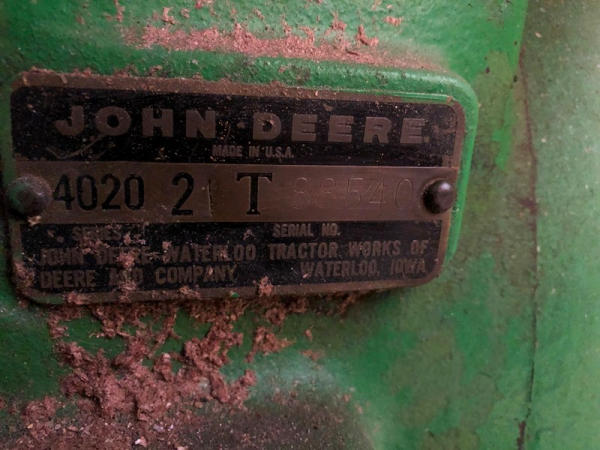 JOHN DEERE
MADE IN U.S.A.
4020 21 T
SERIES SERIAL NO.
JOHN DEERE WATERLOO TRACTOR WORKS OF
DEERE AND COMPANY WATERLOO, IOWA